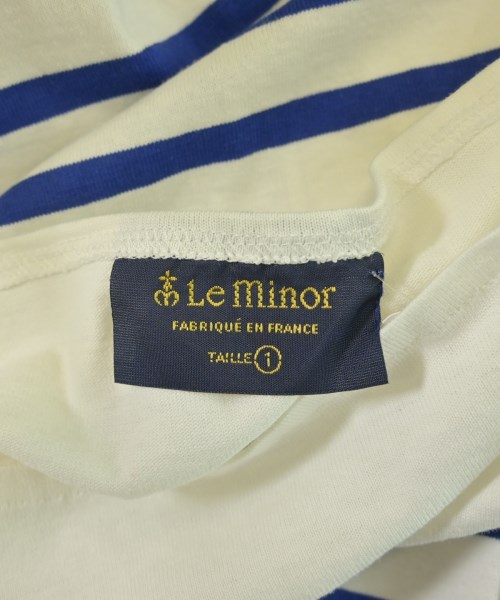 Le Minor
FABRIQUÉ EN FRANCE
TAILLE 1